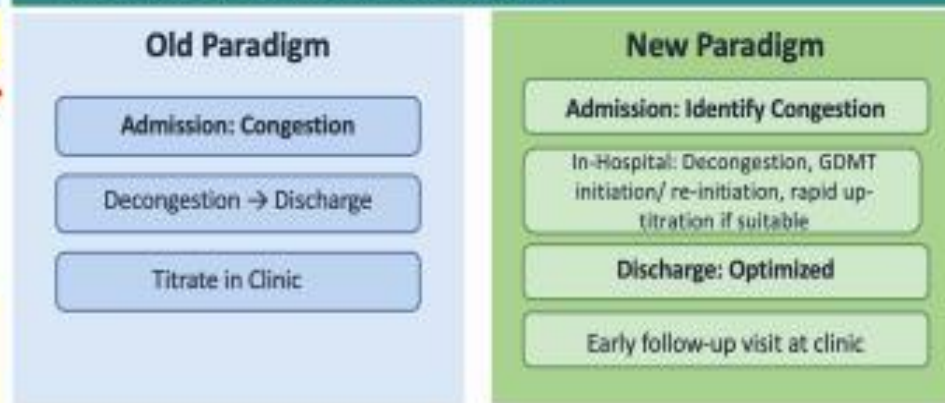 Old Paradigm
Admission: Congestion
Decongestion → Discharge
Titrate in Clinic
New Paradigm
Admission: Identify Congestion
In-Hospital: Decongestion, GDMT
initiation/ re-initiation, rapid up-
titration if suitable
Discharge: Optimized
Early follow-up visit at clinic